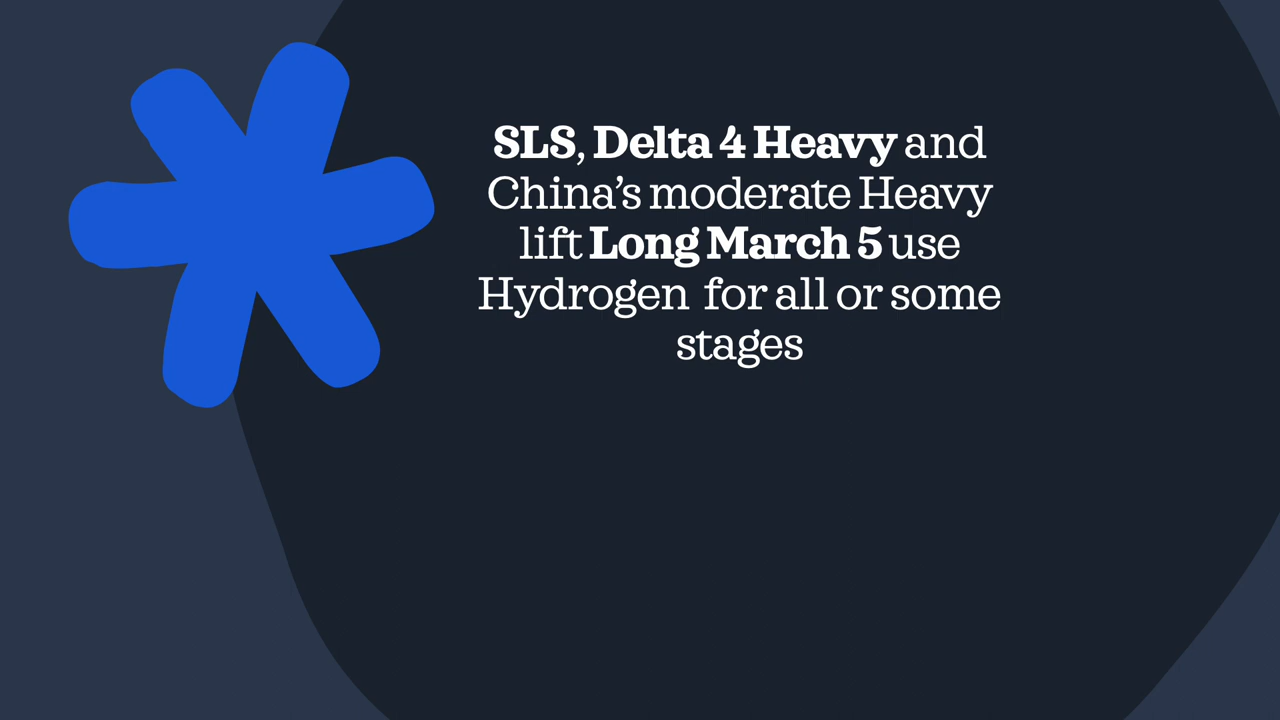 SLS, Delta 4 Heavy and
China's moderate Heavy
lift Long March 5 use
Hydrogen for all or some
stages